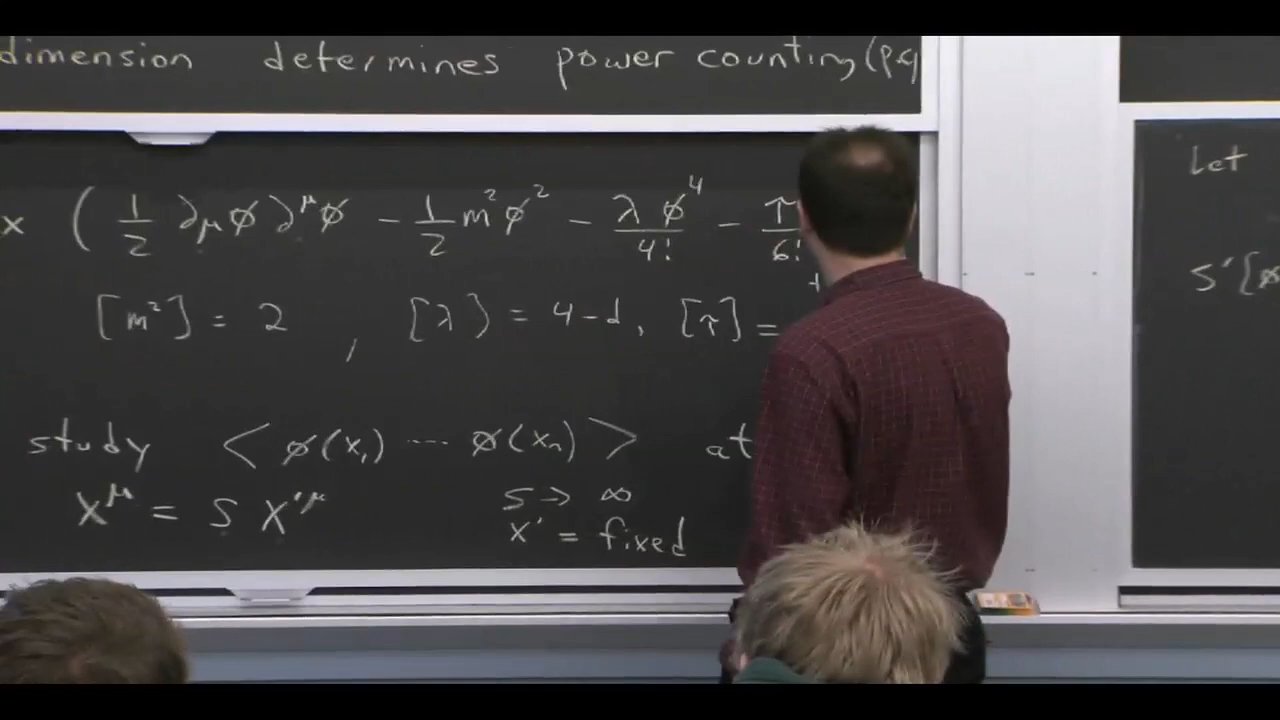 dimension determines power counting (p.c
x ( 1/2 ∂μφ∂^μφ - 1/2 m²φ² - λφ⁴/4! - τ/6!
[m²] = 2 , [λ] = 4-d, [τ] =
study <φ(x₁) ---- φ(xₙ)> at
x^μ = s x'^μ
s → ∞
x' = fixed
Let
S'[φ